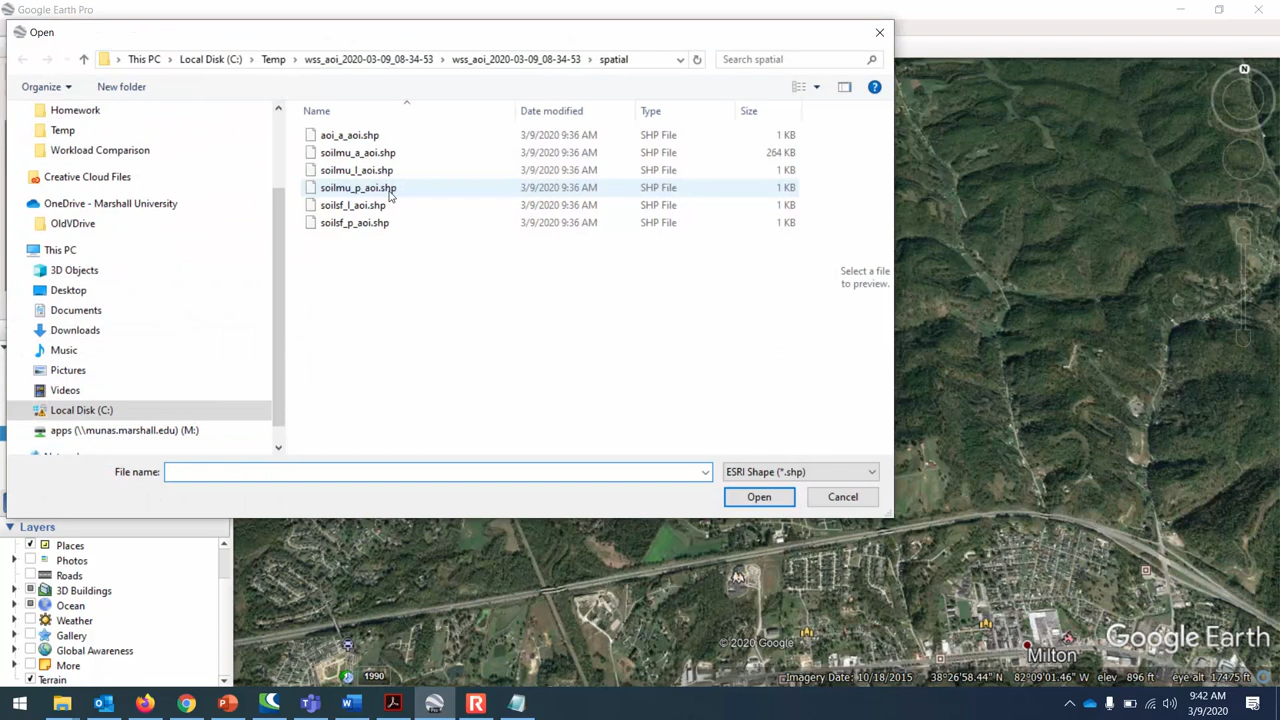 Google Earth Pro
Open
This PC > Local Disk (C:) > Temp > wss_aoi_2020-03-09_08-34-53 > wss_aoi_2020-03-09_08-34-53 > spatial
Search spatial
Organize
New folder
Homework
Temp
Workload Comparison
Creative Cloud Files
OneDrive - Marshall University
OldVDrive
This PC
3D Objects
Desktop
Documents
Downloads
Music
Pictures
Videos
Local Disk (C:)
apps (\\munas.marshall.edu) (M:)
Name Date modified Type Size
aoi_a_aoi.shp 3/9/2020 9:36 AM SHP File 1 KB
soilmu_a_aoi.shp 3/9/2020 9:36 AM SHP File 264 KB
soilmu_l_aoi.shp 3/9/2020 9:36 AM SHP File 1 KB
soilmu_p_aoi.shp 3/9/2020 9:36 AM SHP File 1 KB
soilsf_l_aoi.shp 3/9/2020 9:36 AM SHP File 1 KB
soilsf_p_aoi.shp 3/9/2020 9:36 AM SHP File 1 KB
Select a file
to preview.
File name:
ESRI Shape (*.shp)
Open
Cancel
N
Layers
Places
Photos
Roads
3D Buildings
Ocean
Weather
Gallery
Global Awareness
More
Terrain
© 2020 Google
Google Earth
Milton
1990
Imagery Date: 10/18/2015 38°26'58.44" N 82°09'01.46" W elev 896 ft eye alt 17475 ft
9:42 AM
3/9/2020